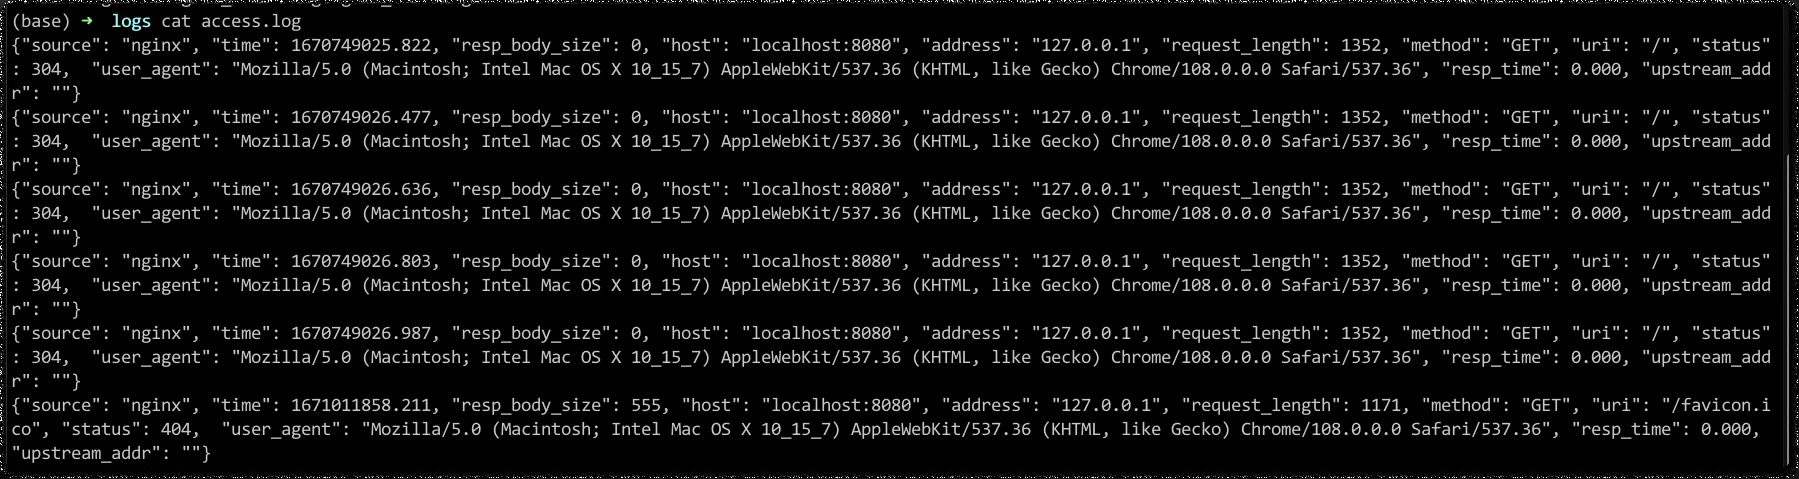 (base) ➜  logs cat access.log
{"source": "nginx", "time": 1670749025.822, "resp_body_size": 0, "host": "localhost:8080", "address": "127.0.0.1", "request_length": 1352, "method": "GET", "uri": "/", "status"
: 304,  "user_agent": "Mozilla/5.0 (Macintosh; Intel Mac OS X 10_15_7) AppleWebKit/537.36 (KHTML, like Gecko) Chrome/108.0.0.0 Safari/537.36", "resp_time": 0.000, "upstream_add
r": ""}
{"source": "nginx", "time": 1670749026.477, "resp_body_size": 0, "host": "localhost:8080", "address": "127.0.0.1", "request_length": 1352, "method": "GET", "uri": "/", "status"
: 304,  "user_agent": "Mozilla/5.0 (Macintosh; Intel Mac OS X 10_15_7) AppleWebKit/537.36 (KHTML, like Gecko) Chrome/108.0.0.0 Safari/537.36", "resp_time": 0.000, "upstream_add
r": ""}
{"source": "nginx", "time": 1670749026.636, "resp_body_size": 0, "host": "localhost:8080", "address": "127.0.0.1", "request_length": 1352, "method": "GET", "uri": "/", "status"
: 304,  "user_agent": "Mozilla/5.0 (Macintosh; Intel Mac OS X 10_15_7) AppleWebKit/537.36 (KHTML, like Gecko) Chrome/108.0.0.0 Safari/537.36", "resp_time": 0.000, "upstream_add
r": ""}
{"source": "nginx", "time": 1670749026.803, "resp_body_size": 0, "host": "localhost:8080", "address": "127.0.0.1", "request_length": 1352, "method": "GET", "uri": "/", "status"
: 304,  "user_agent": "Mozilla/5.0 (Macintosh; Intel Mac OS X 10_15_7) AppleWebKit/537.36 (KHTML, like Gecko) Chrome/108.0.0.0 Safari/537.36", "resp_time": 0.000, "upstream_add
r": ""}
{"source": "nginx", "time": 1670749026.987, "resp_body_size": 0, "host": "localhost:8080", "address": "127.0.0.1", "request_length": 1352, "method": "GET", "uri": "/", "status"
: 304,  "user_agent": "Mozilla/5.0 (Macintosh; Intel Mac OS X 10_15_7) AppleWebKit/537.36 (KHTML, like Gecko) Chrome/108.0.0.0 Safari/537.36", "resp_time": 0.000, "upstream_add
r": ""}
{"source": "nginx", "time": 1671011858.211, "resp_body_size": 555, "host": "localhost:8080", "address": "127.0.0.1", "request_length": 1171, "method": "GET", "uri": "/favicon.i
co", "status": 404,  "user_agent": "Mozilla/5.0 (Macintosh; Intel Mac OS X 10_15_7) AppleWebKit/537.36 (KHTML, like Gecko) Chrome/108.0.0.0 Safari/537.36", "resp_time": 0.000,
"upstream_addr": ""}